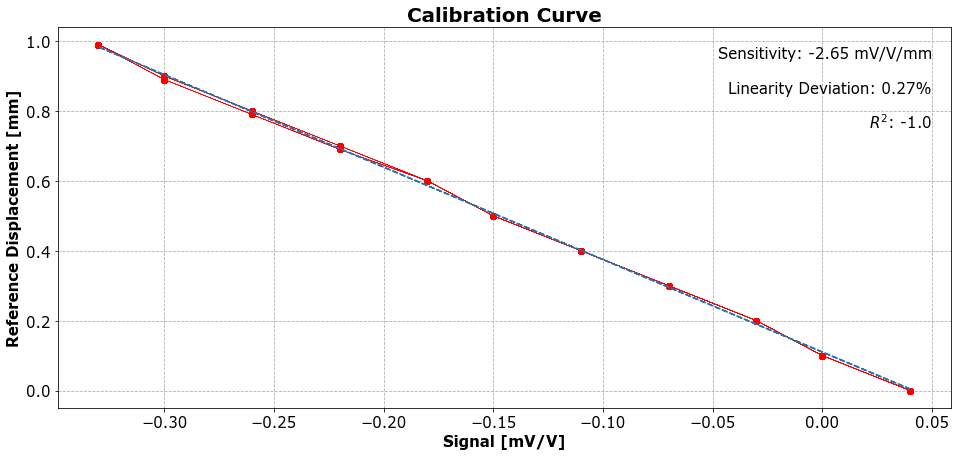 Calibration Curve
Sensitivity: -2.65 mV/V/mm
Linearity Deviation: 0.27%
R²: -1.0
Reference Displacement [mm]
1.0
0.8
0.6
0.4
0.2
0.0
−0.30 −0.25 −0.20 −0.15 −0.10 −0.05 0.00 0.05
Signal [mV/V]